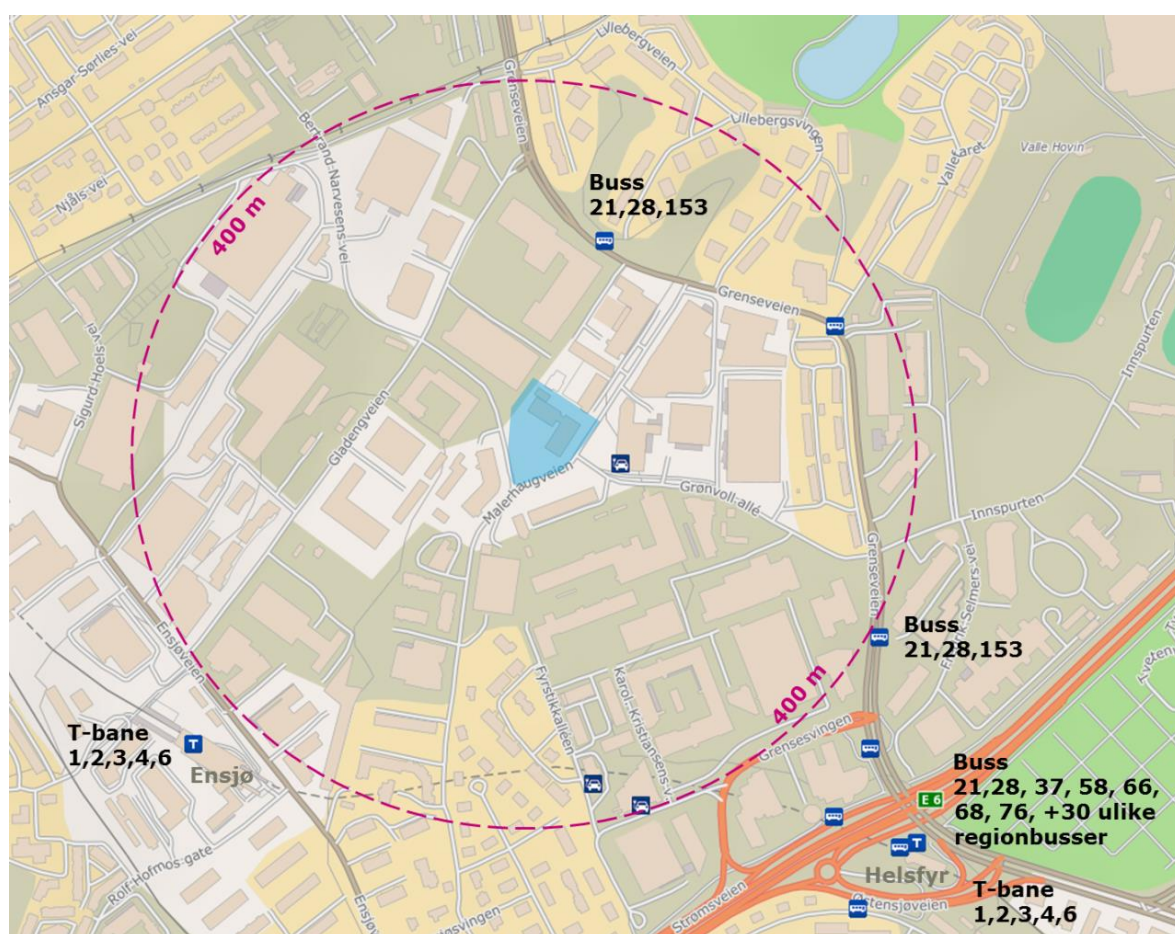 Ansgar-Sørlies-vei
Grenseveien
Lillebergveien
Bertrand-Narvesens-vei
Lillebergsvingen
Vallefaret
Valle Hovin
Njåls-vei
400 m
Buss
21,28,153
Grenseveien
Innspurten
Sigurd-Hoels-vei
Gladengveien
Malerhaugveien
Grønvoll-allé
Innspurten
Grenseveien
Ensjøveien
Buss
21,28,153
Fyrstikkalléen
Karol-Kristiansens-v
400 m
Grensesvingen
T-bane
1,2,3,4,6
T
Ensjø
Buss
21,28, 37, 58, 66,
68, 76, +30 ulike
regionbusser
E 6
T
Helsfyr
T-bane
1,2,3,4,6
Rolf-Hofmos-gate
Strømsveien